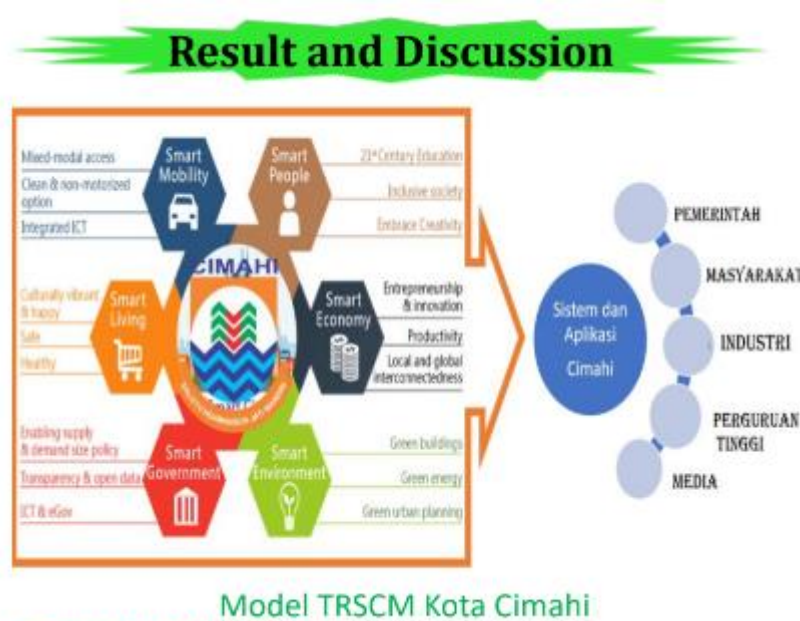 Result and Discussion
Mixed-modal access
Clean & non-motorized
option
Integrated ICT
Smart
Mobility
Smart
People
21st Century Education
Inclusive society
Embrace Creativity
Culturally vibrant
& happy
Safe
Healthy
Smart
Living
CIMAHI
Smart
Economy
Entrepreneurship
& innovation
Productivity
Local and global
interconnectedness
Enabling supply
& demand size policy
Transparency & open data
ICT & eGov
Smart
Government
Smart
Environment
Green buildings
Green energy
Green urban planning
Sistem dan
Aplikasi
Cimahi
PEMERINTAH
MASYARAKAT
INDUSTRI
PERGURUAN
TINGGI
MEDIA
Model TRSCM Kota Cimahi